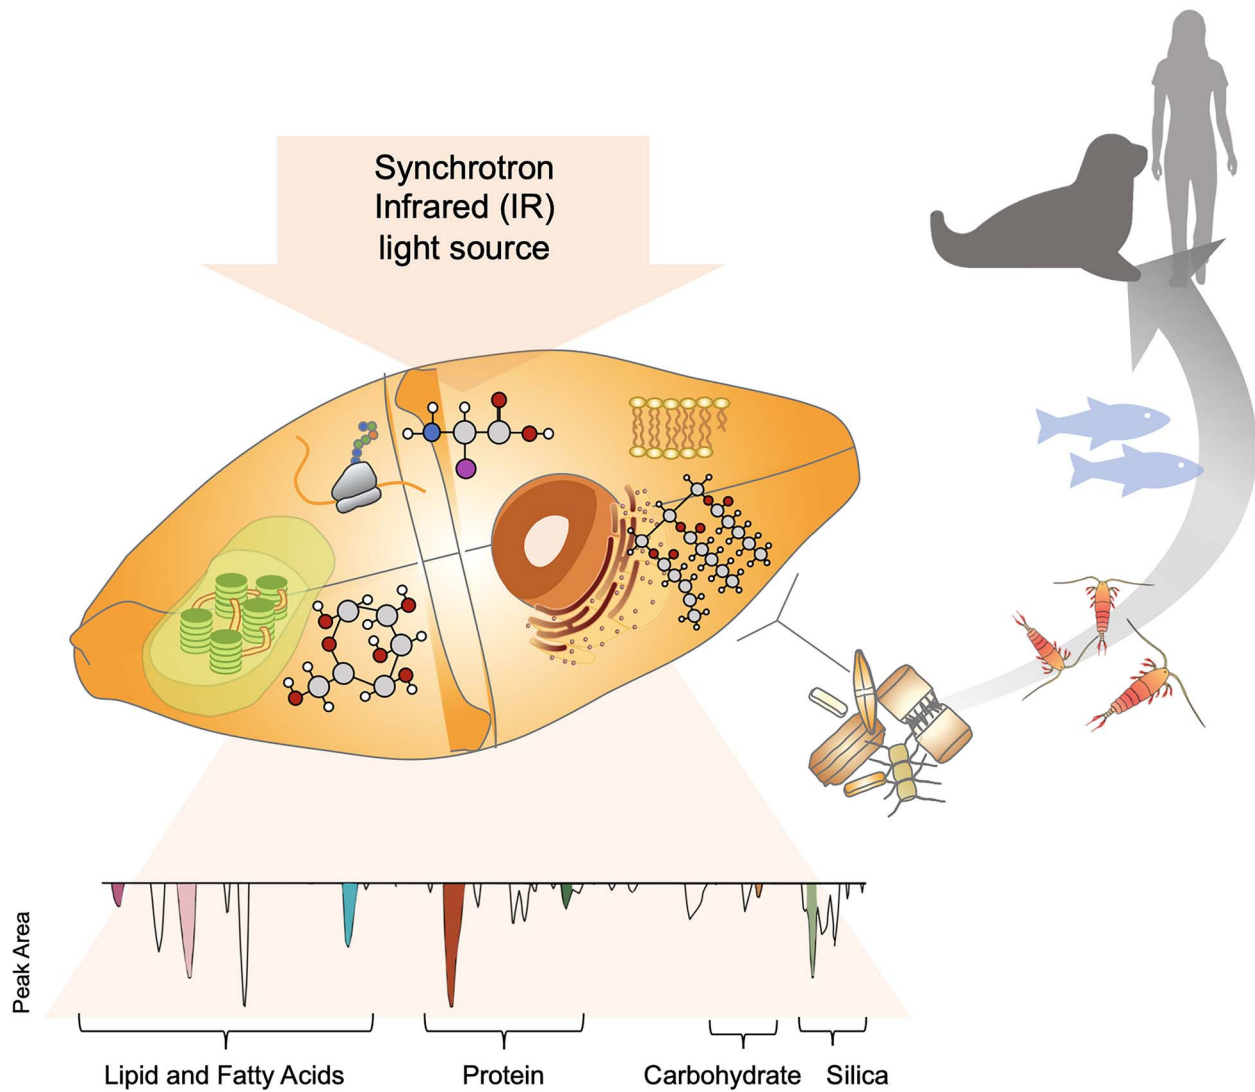 Synchrotron
Infrared (IR)
light source
Peak Area
Lipid and Fatty Acids
Protein
Carbohydrate
Silica